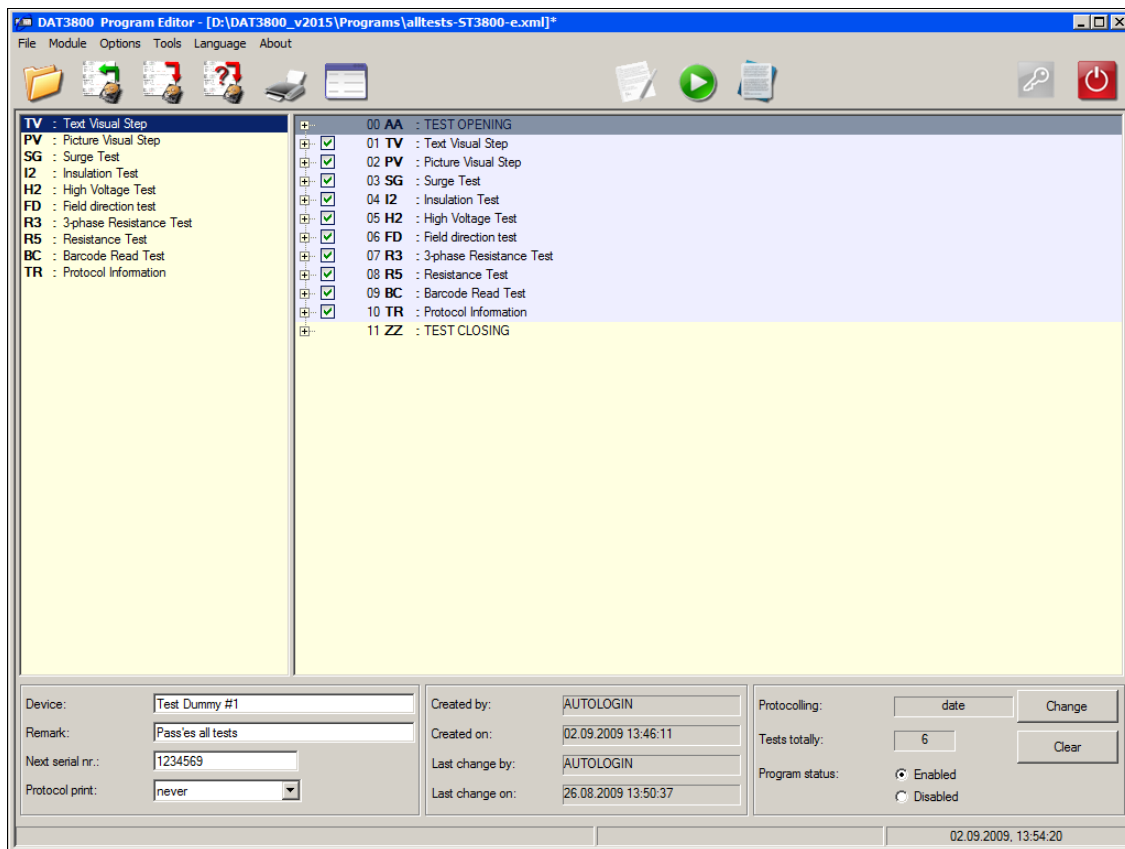 DAT3800 Program Editor - [D:\DAT3800_v2015\Programs\alltests-ST3800-e.xml]*
File Module Options Tools Language About
TV : Text Visual Step
PV : Picture Visual Step
SG : Surge Test
I2 : Insulation Test
H2 : High Voltage Test
FD : Field direction test
R3 : 3-phase Resistance Test
R5 : Resistance Test
BC : Barcode Read Test
TR : Protocol Information
00 AA : TEST OPENING
01 TV : Text Visual Step
02 PV : Picture Visual Step
03 SG : Surge Test
04 I2 : Insulation Test
05 H2 : High Voltage Test
06 FD : Field direction test
07 R3 : 3-phase Resistance Test
08 R5 : Resistance Test
09 BC : Barcode Read Test
10 TR : Protocol Information
11 ZZ : TEST CLOSING
Device: Test Dummy #1
Remark: Pass'es all tests
Next serial nr.: 1234569
Protocol print: never
Created by: AUTOLOGIN
Created on: 02.09.2009 13:46:11
Last change by: AUTOLOGIN
Last change on: 26.08.2009 13:50:37
Protocolling: date Change
Tests totally: 6 Clear
Program status: Enabled
Disabled
02.09.2009, 13:54:20